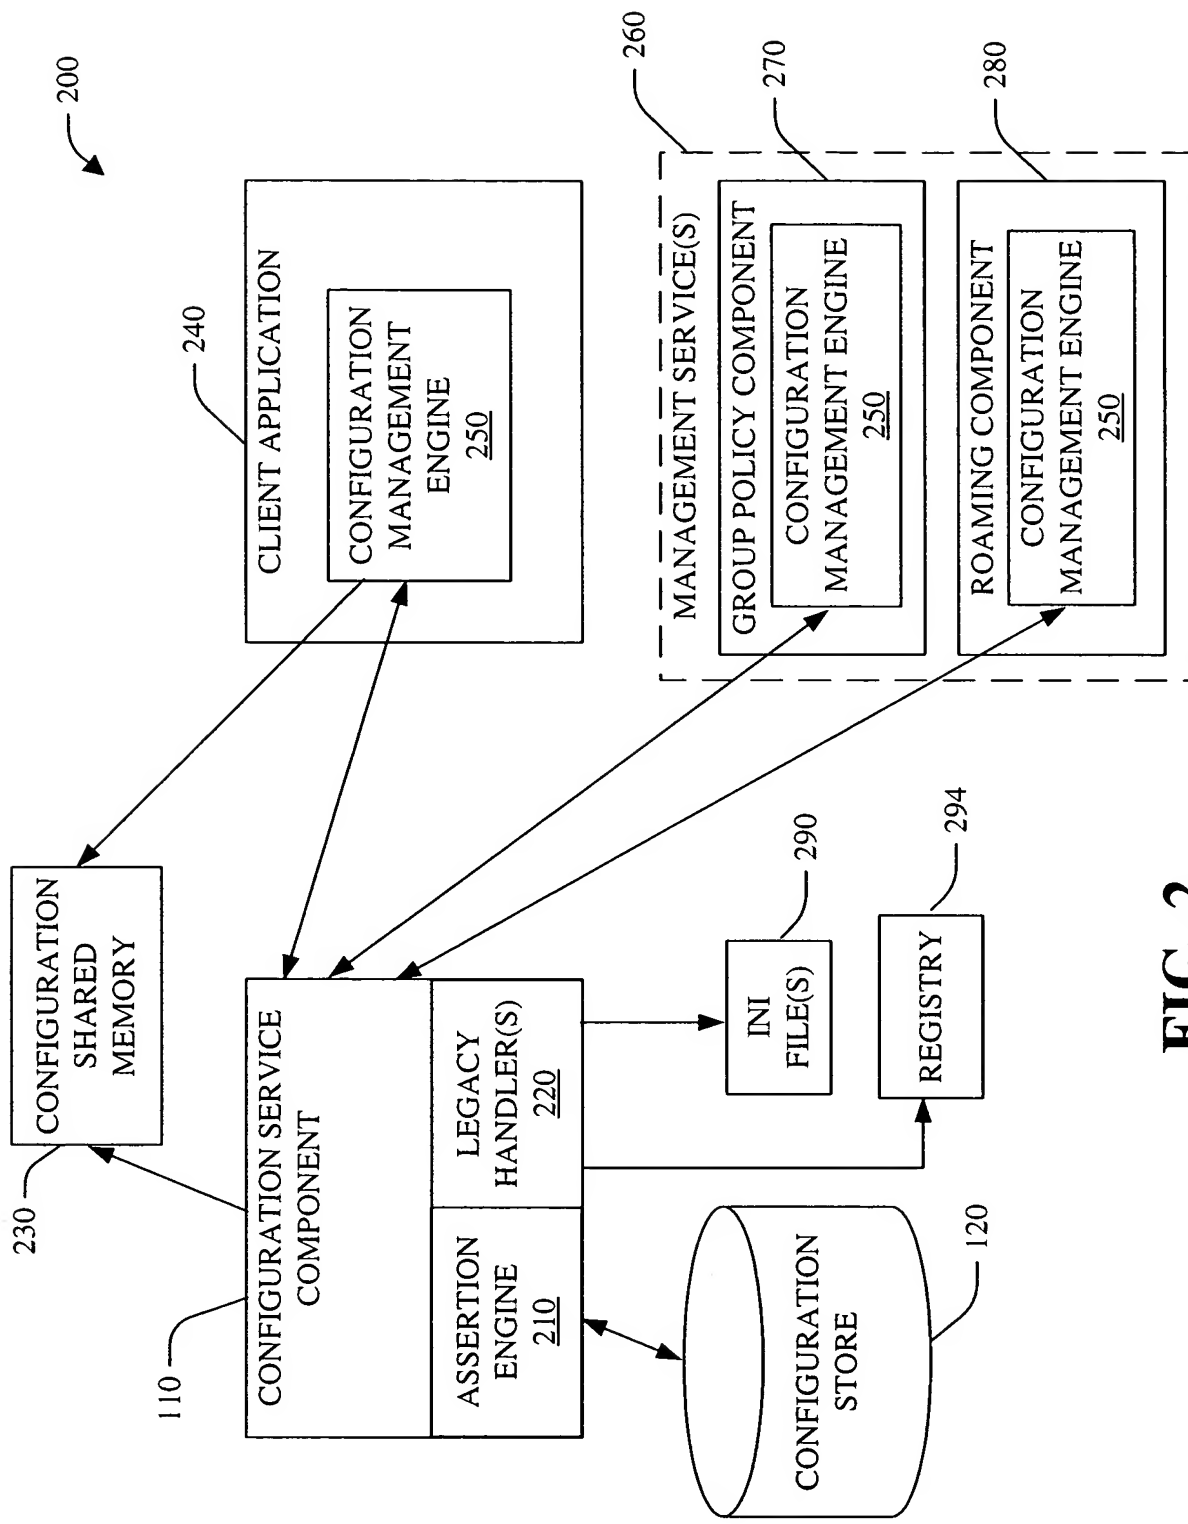 200
230
CONFIGURATION
SHARED
MEMORY
110
CONFIGURATION SERVICE
COMPONENT
ASSERTION
ENGINE
210
LEGACY
HANDLER(S)
220
240
CLIENT APPLICATION
CONFIGURATION
MANAGEMENT
ENGINE
250
CONFIGURATION
STORE
120
INI
FILE(S)
290
REGISTRY
294
260
MANAGEMENT SERVICE(S)
270
GROUP POLICY COMPONENT
CONFIGURATION
MANAGEMENT ENGINE
250
280
ROAMING COMPONENT
CONFIGURATION
MANAGEMENT ENGINE
250
FIG. 2